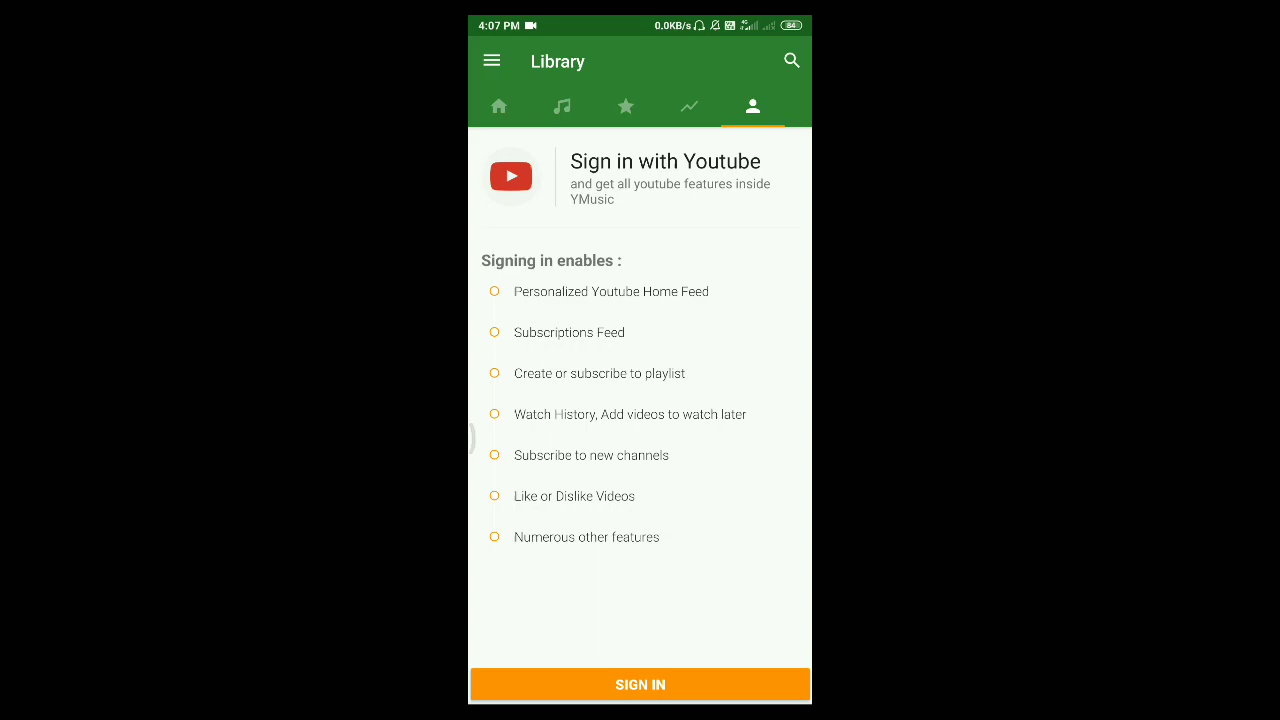 4:07 PM 0.0KB/s 4G 84
Library
Sign in with Youtube
and get all youtube features inside
YMusic
Signing in enables :
Personalized Youtube Home Feed
Subscriptions Feed
Create or subscribe to playlist
Watch History, Add videos to watch later
Subscribe to new channels
Like or Dislike Videos
Numerous other features
SIGN IN